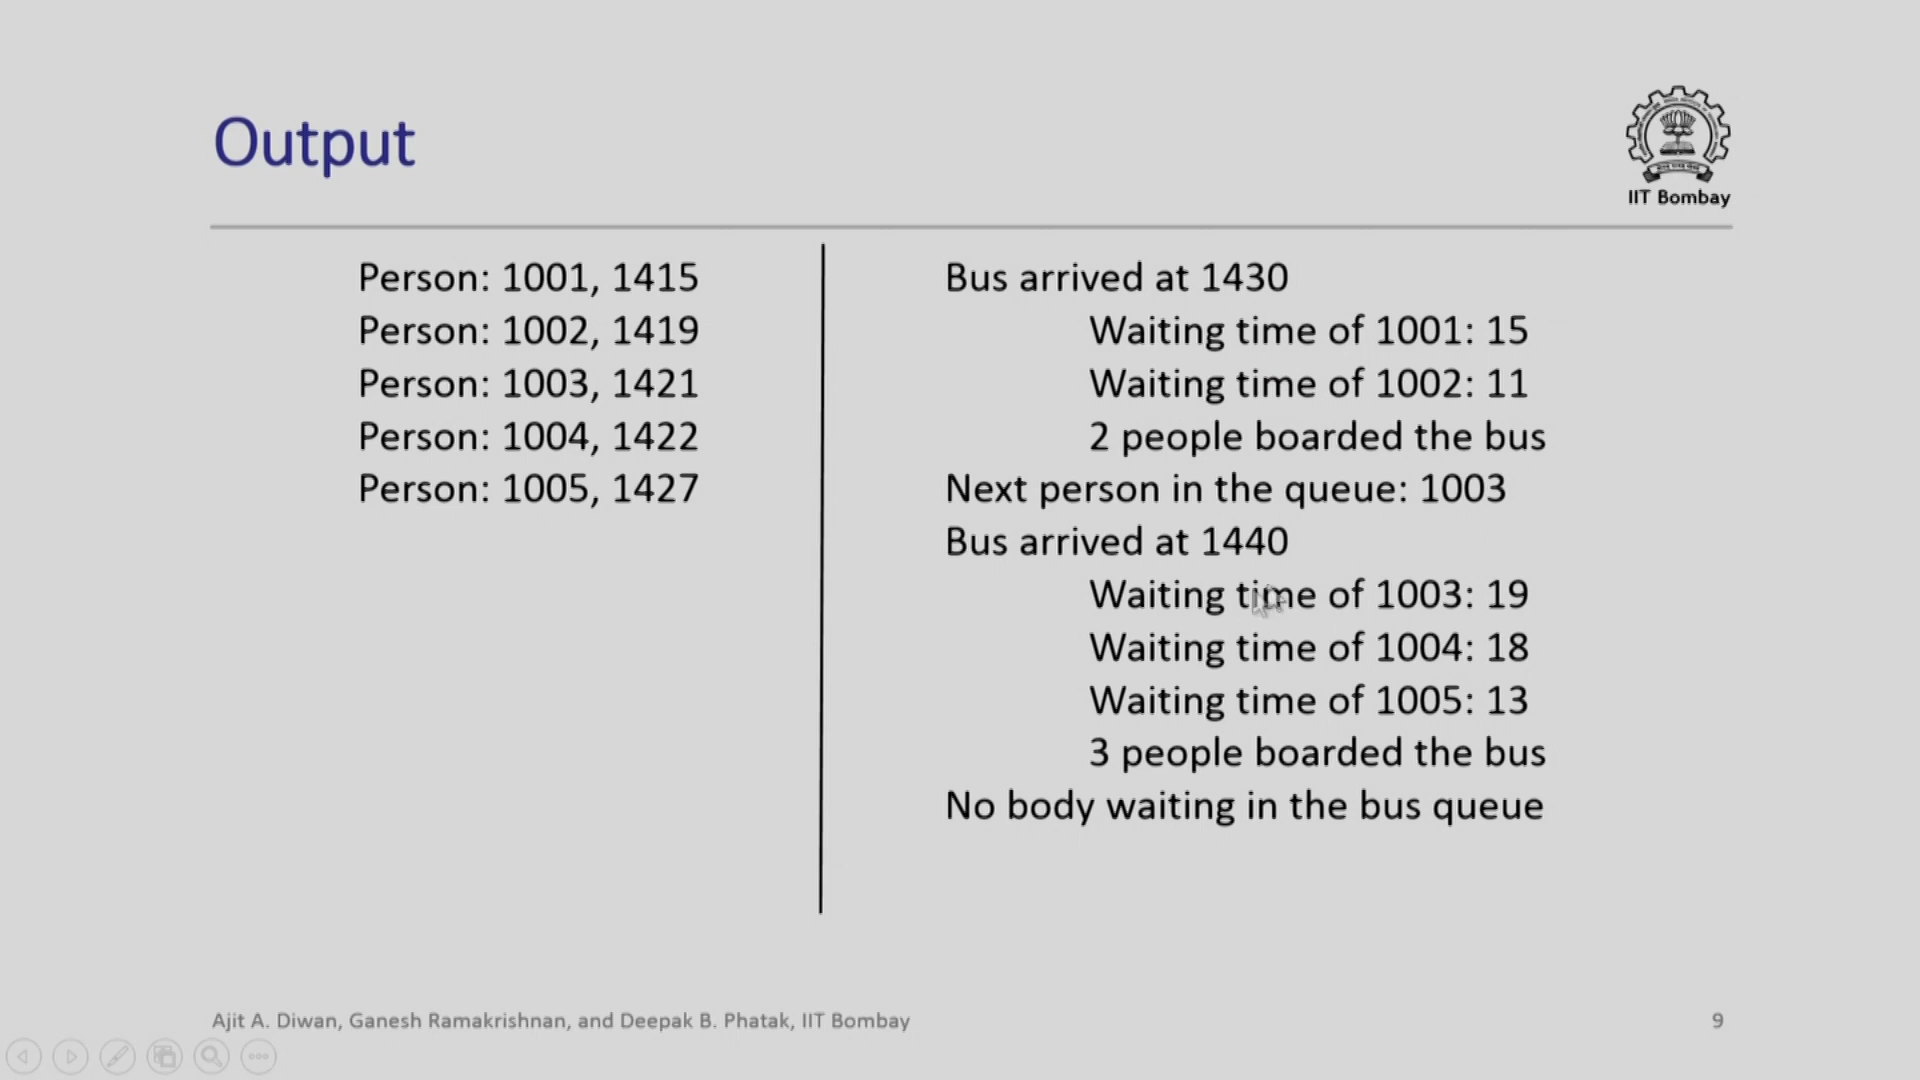 Output
IIT Bombay
Person: 1001, 1415
Person: 1002, 1419
Person: 1003, 1421
Person: 1004, 1422
Person: 1005, 1427
Bus arrived at 1430
Waiting time of 1001: 15
Waiting time of 1002: 11
2 people boarded the bus
Next person in the queue: 1003
Bus arrived at 1440
Waiting time of 1003: 19
Waiting time of 1004: 18
Waiting time of 1005: 13
3 people boarded the bus
No body waiting in the bus queue
Ajit A. Diwan, Ganesh Ramakrishnan, and Deepak B. Phatak, IIT Bombay
9